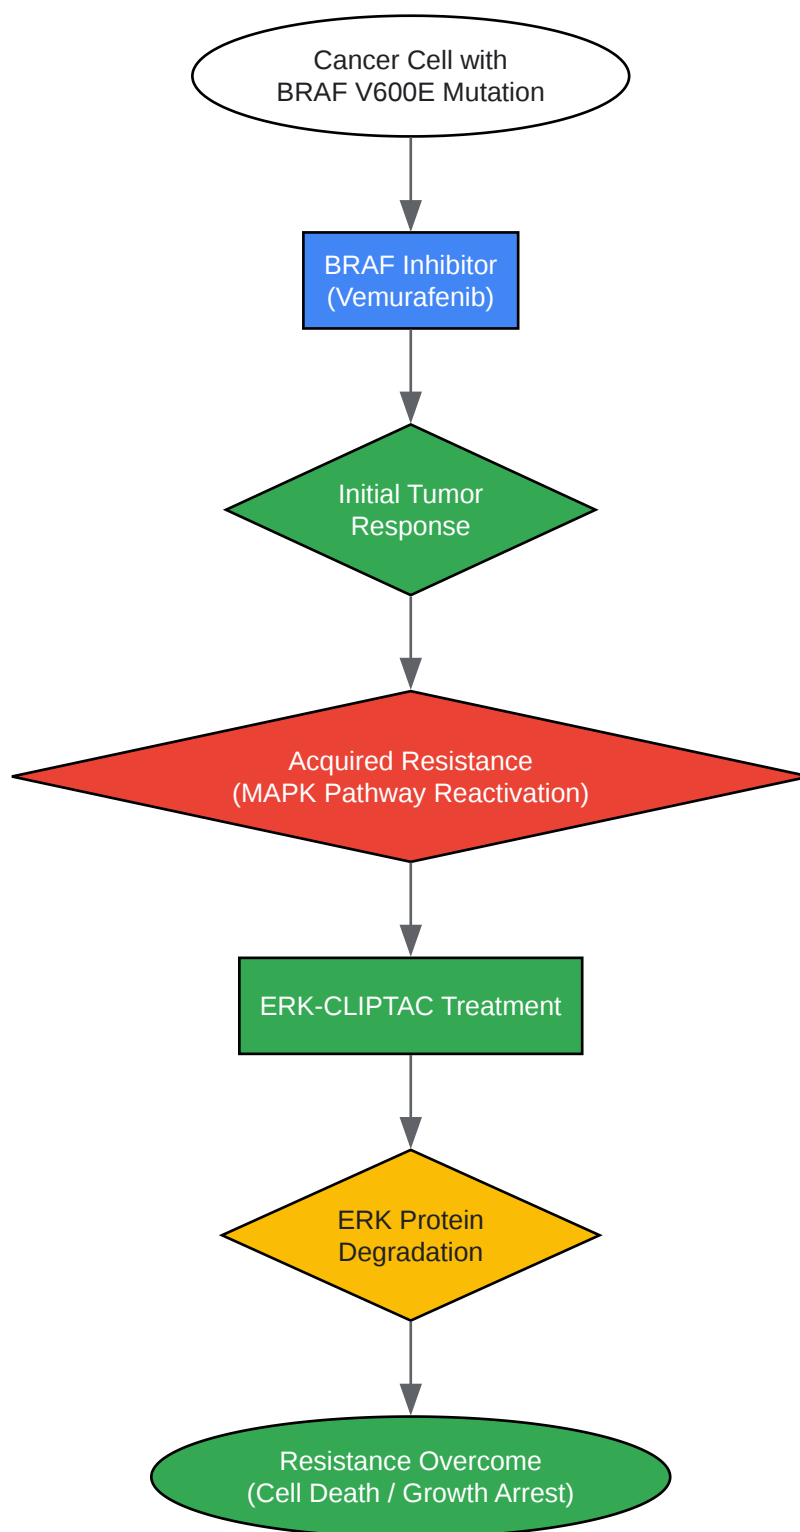 Cancer Cell with
BRAF V600E Mutation
BRAF Inhibitor
(Vemurafenib)
Initial Tumor
Response
Acquired Resistance
(MAPK Pathway Reactivation)
ERK-CLIPTAC Treatment
ERK Protein
Degradation
Resistance Overcome
(Cell Death / Growth Arrest)